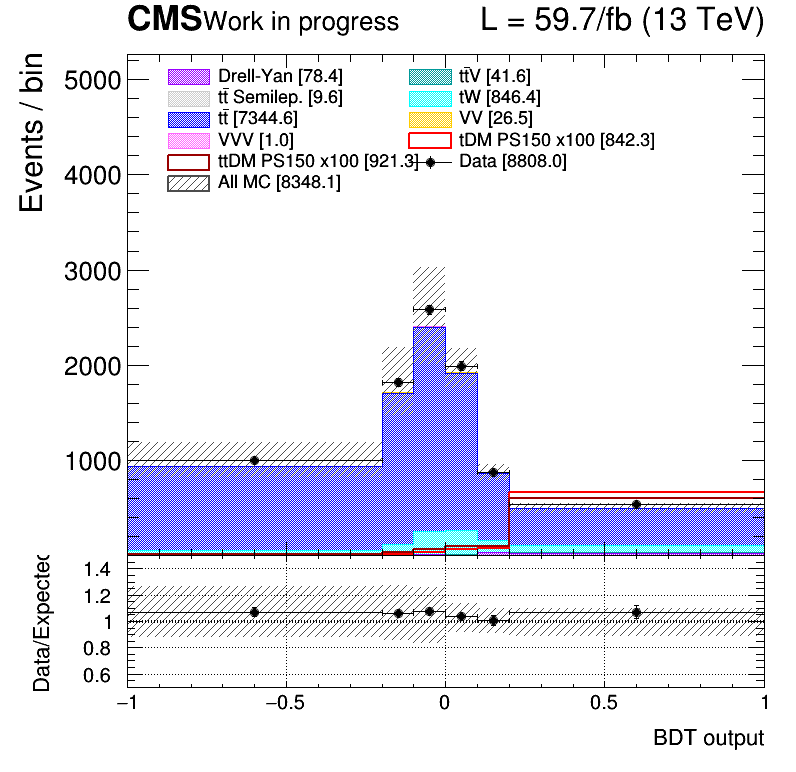 CMS Work in progress L = 59.7/fb (13 TeV)
Events / bin
5000
4000
3000
2000
1000
Drell-Yan [78.4] tt̄V [41.6]
tt̄ Semilep. [9.6] tW [846.4]
tt̄ [7344.6] VV [26.5]
VVV [1.0] tDM PS150 x100 [842.3]
ttDM PS150 x100 [921.3] Data [8808.0]
All MC [8348.1]
Data/Expected
1.4
1.2
1
0.8
0.6
−1 −0.5 0 0.5 1
BDT output